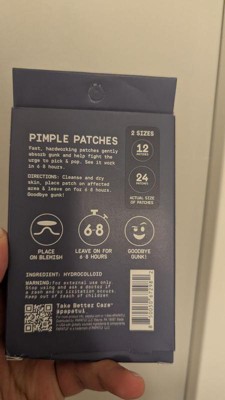 PIMPLE PATCHES
Fast, hardworking patches gently
absorb gunk and help fight the
urge to pick & pop. See it work
in 6-8 hours.
DIRECTIONS: Cleanse and dry
skin, place patch on affected
area & leave on for 6-8 hours.
Goodbye gunk!
2 SIZES
12
PATCHES
24
PATCHES
ACTUAL SIZE
OF PATCHES
PLACE
ON BLEMISH
6-8
LEAVE ON FOR
6-8 HOURS
GOODBYE
GUNK!
INGREDIENT: HYDROCOLLOID
WARNING: For external use only
Stop using and ask a doctor if
a rash and or irritation occurs.
Keep out of reach of children
Take Better Care®
@papatui